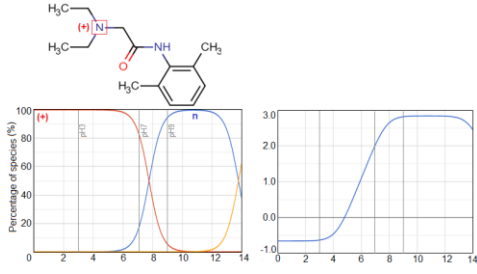 H₃C
(+) N
H₃C
NH
CH₃
O
H₃C
100
80
60
40
20
0
Percentage of species (%)
(+)
n
pH3
pH7
pH9
0 2 4 6 8 10 12 14
3.0
2.0
1.0
0.0
-1.0
0 2 4 6 8 10 12 14